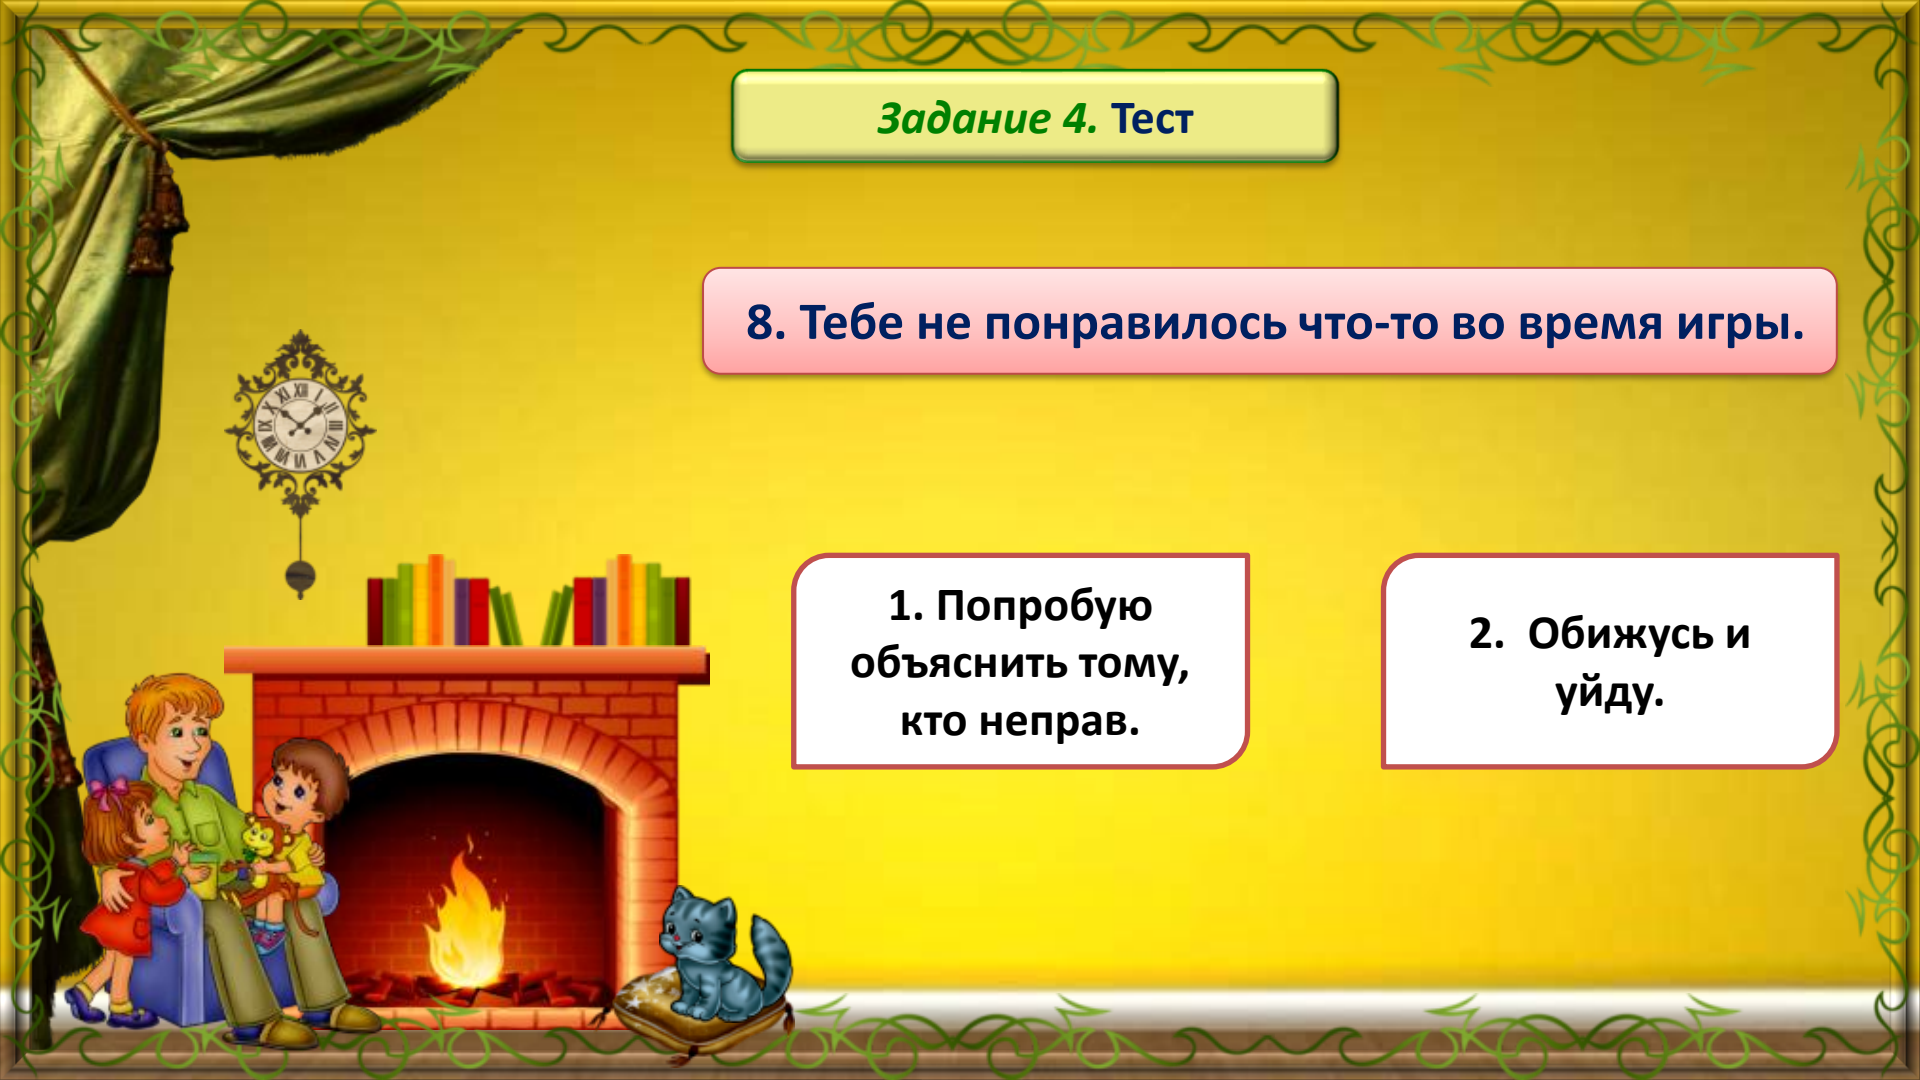 Задание 4. Тест
8. Тебе не понравилось что-то во время игры.
1. Попробую
объяснить тому,
кто неправ.
2. Обижусь и
уйду.